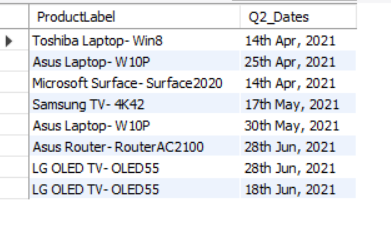 ProductLabel Q2_Dates
Toshiba Laptop- Win8 14th Apr, 2021
Asus Laptop- W10P 25th Apr, 2021
Microsoft Surface- Surface2020 14th Apr, 2021
Samsung TV- 4K42 17th May, 2021
Asus Laptop- W10P 30th May, 2021
Asus Router- RouterAC2100 28th Jun, 2021
LG OLED TV- OLED55 28th Jun, 2021
LG OLED TV- OLED55 18th Jun, 2021